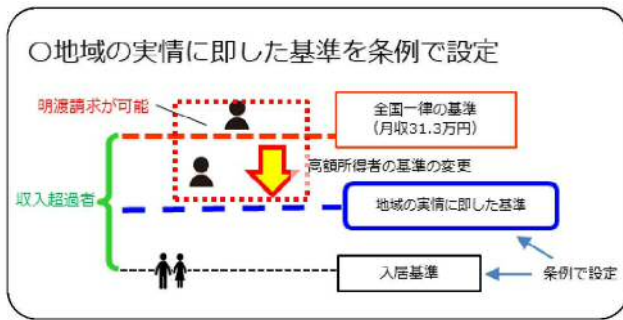 〇地域の実情に即した基準を条例で設定
明渡請求が可能
全国一律の基準
(月収31.3万円)
高額所得者の基準の変更
収入超過者
地域の実情に即した基準
入居基準
条例で設定